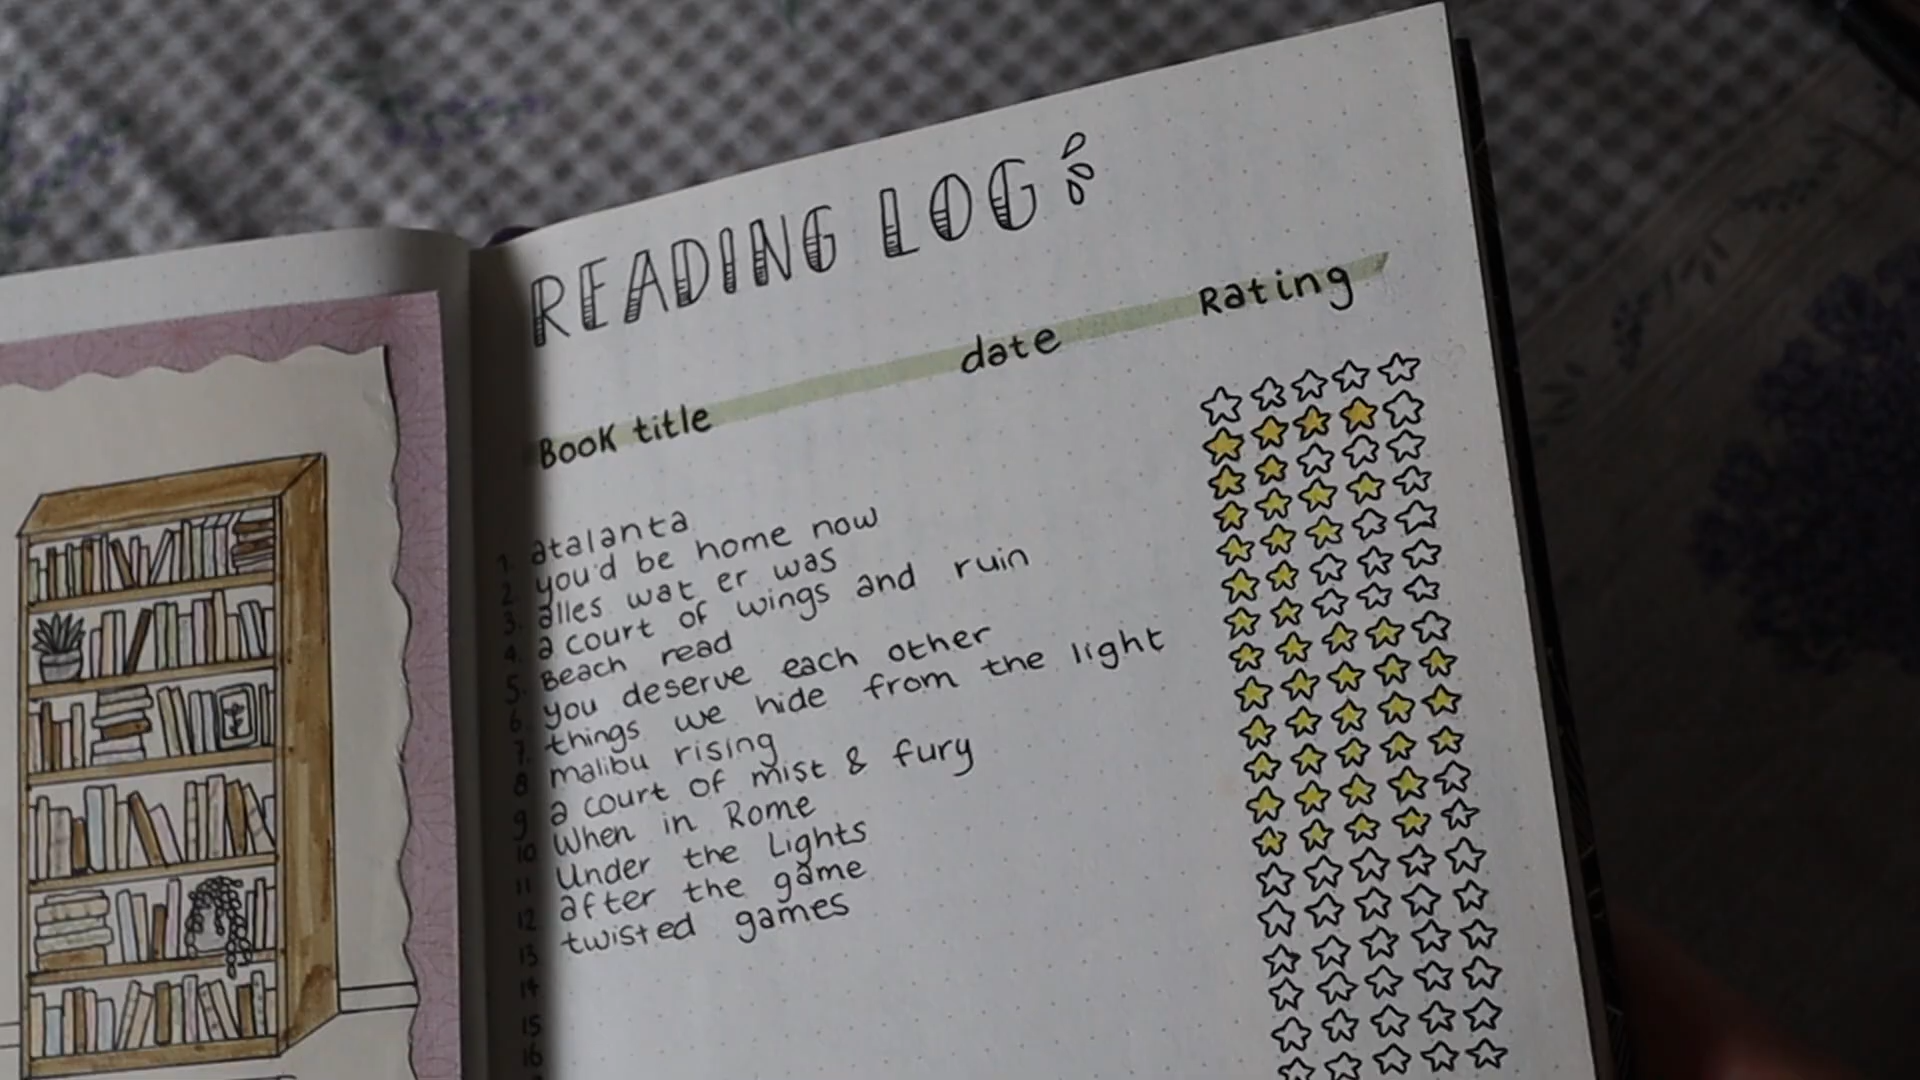 READING LOG:
Book title date Rating
1. atalanta
2. you'd be home now
3. alles wat er was
4. a court of wings and ruin
5. Beach read
6 you deserve each other
7. things we hide from the light
8 malibu rising
9 a court of mist & fury
10 When in Rome
11 Under the Lights
12 after the game
13 twisted games
14
15
16